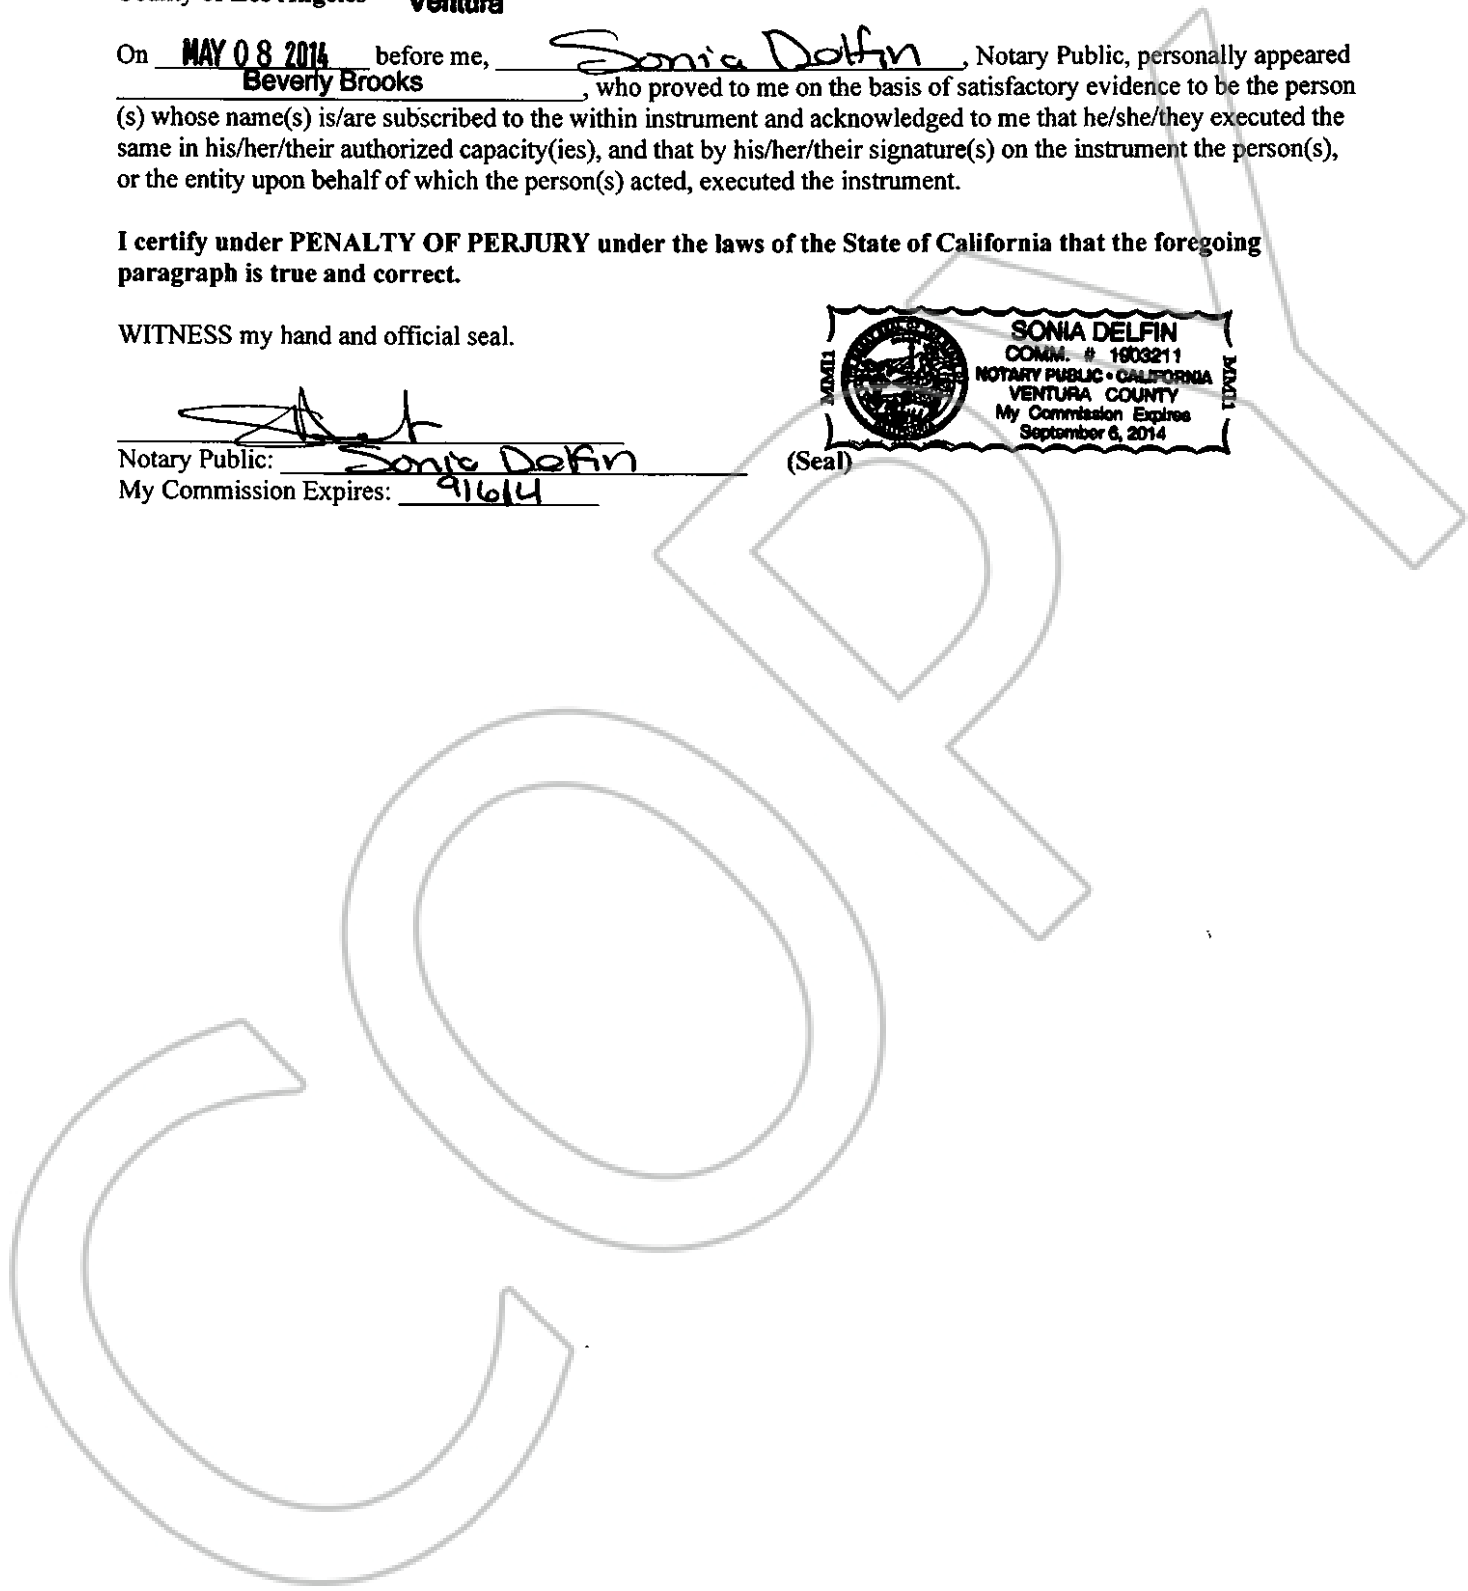 Ventura
On MAY 08 2014 before me, Sonia Delfin, Notary Public, personally appeared
Beverly Brooks, who proved to me on the basis of satisfactory evidence to be the person
(s) whose name(s) is/are subscribed to the within instrument and acknowledged to me that he/she/they executed the
same in his/her/their authorized capacity(ies), and that by his/her/their signature(s) on the instrument the person(s),
or the entity upon behalf of which the person(s) acted, executed the instrument.
I certify under PENALTY OF PERJURY under the laws of the State of California that the foregoing
paragraph is true and correct.
WITNESS my hand and official seal.
SONIA DELFIN
COMM. # 1903211
NOTARY PUBLIC • CALIFORNIA
VENTURA COUNTY
My Commission Expires
September 6, 2014
MMI1
MMI1
Notary Public: Sonia Delfin
(Seal)
My Commission Expires: 9/6/14
COPY